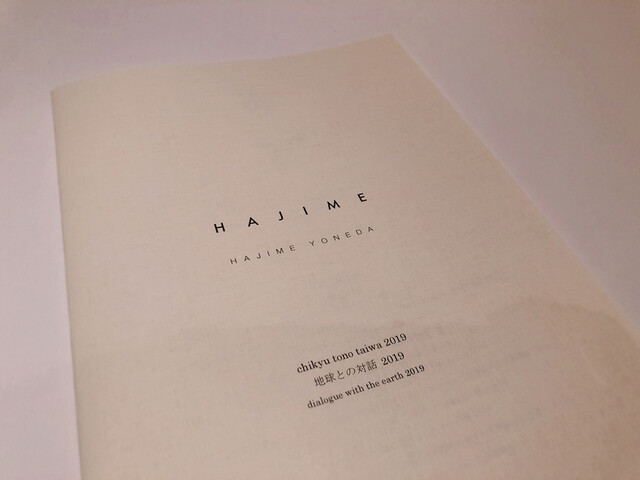 HAJIME
HAJIME YONEDA
chikyu tono taiwa 2019
地球との対話 2019
dialogue with the earth 2019